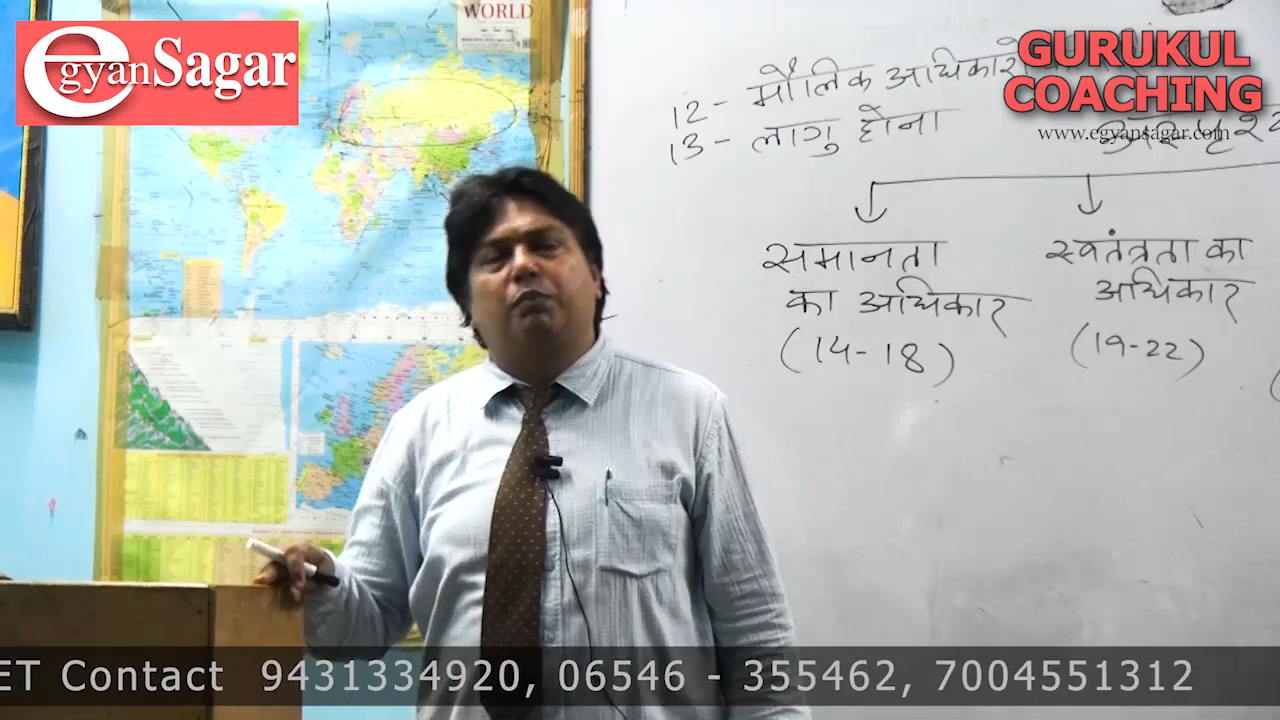 WORLD
egyanSagar
GURUKUL
COACHING
www.egyansagar.com
12- मौलिक अधिकारो
13- लागु होना
समानता
का अधिकार
(14-18)
स्वतंत्रता का
अधिकार
(19-22)
ET Contact 9431334920, 06546 - 355462, 7004551312